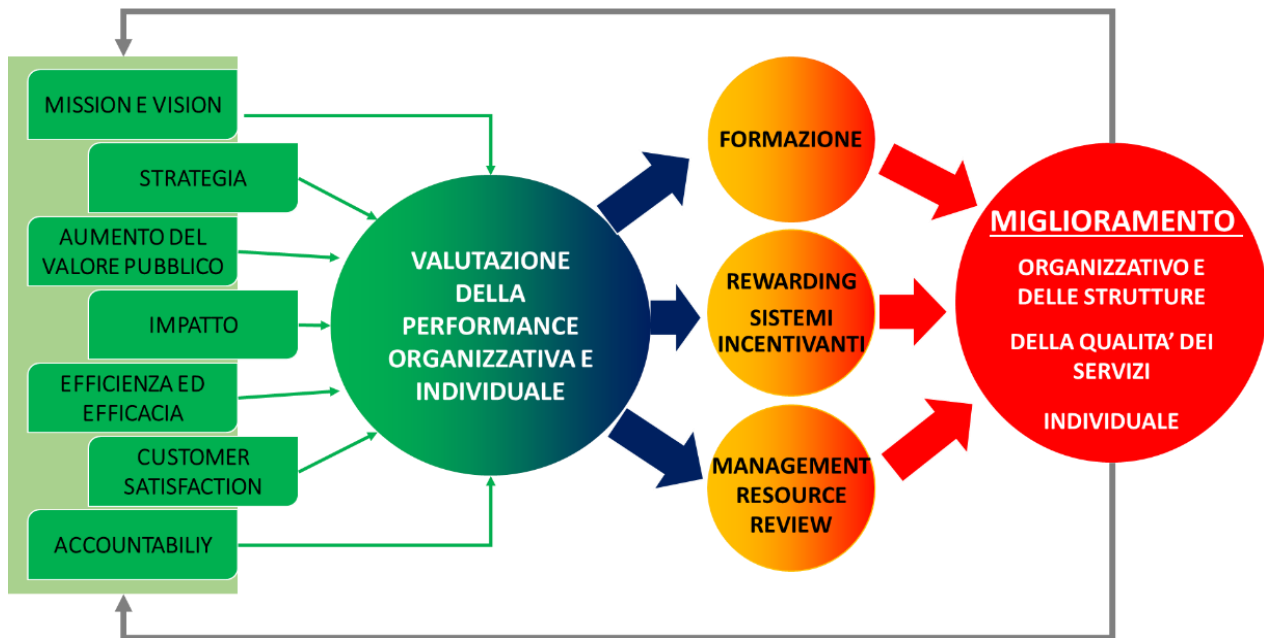 MISSION E VISION
STRATEGIA
AUMENTO DEL
VALORE PUBBLICO
IMPATTO
EFFICIENZA ED
EFFICACIA
CUSTOMER
SATISFACTION
ACCOUNTABILIY
VALUTAZIONE
DELLA
PERFORMANCE
ORGANIZZATIVA E
INDIVIDUALE
FORMAZIONE
REWARDING
SISTEMI
INCENTIVANTI
MANAGEMENT
RESOURCE
REVIEW
MIGLIORAMENTO
ORGANIZZATIVO E
DELLE STRUTTURE
DELLA QUALITA’ DEI
SERVIZI
INDIVIDUALE